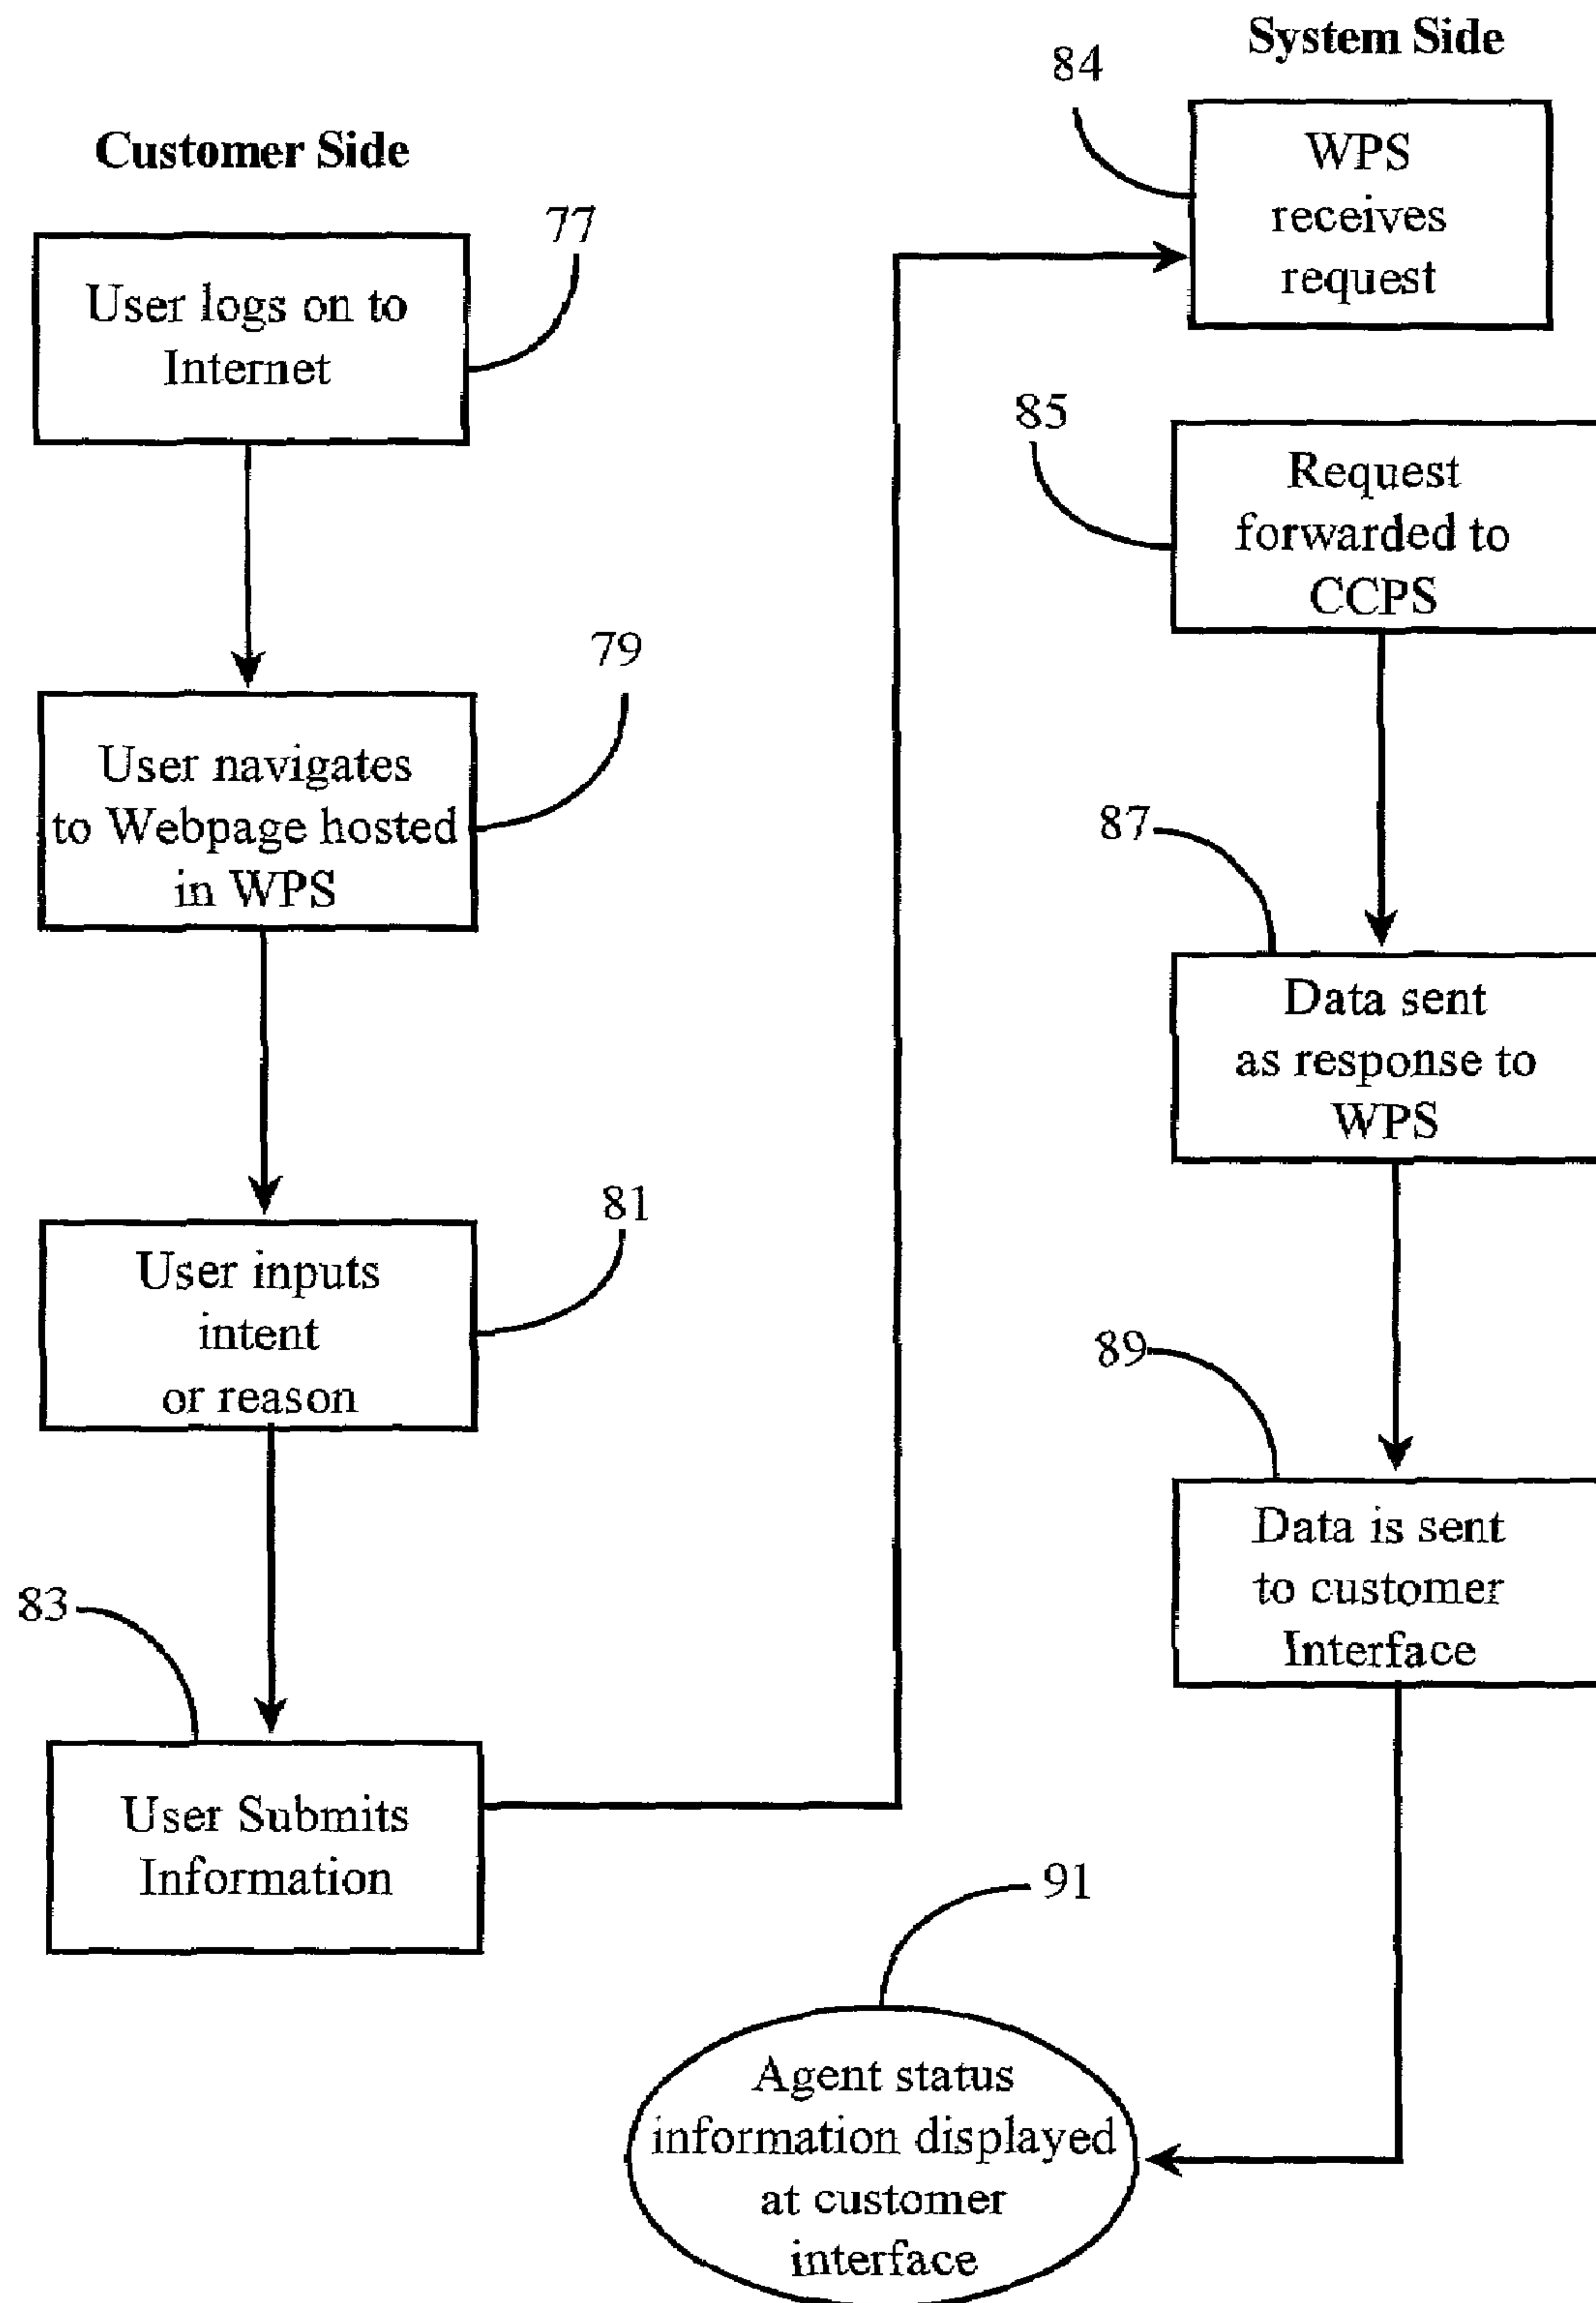 Customer Side
77
User logs on to
Internet
79
User navigates
to Webpage hosted
in WPS
81
User inputs
intent
or reason
83
User Submits
Information
System Side
84
WPS
receives
request
85
Request
forwarded to
CCPS
87
Data sent
as response to
WPS
89
Data is sent
to customer
Interface
91
Agent status
information displayed
at customer
interface